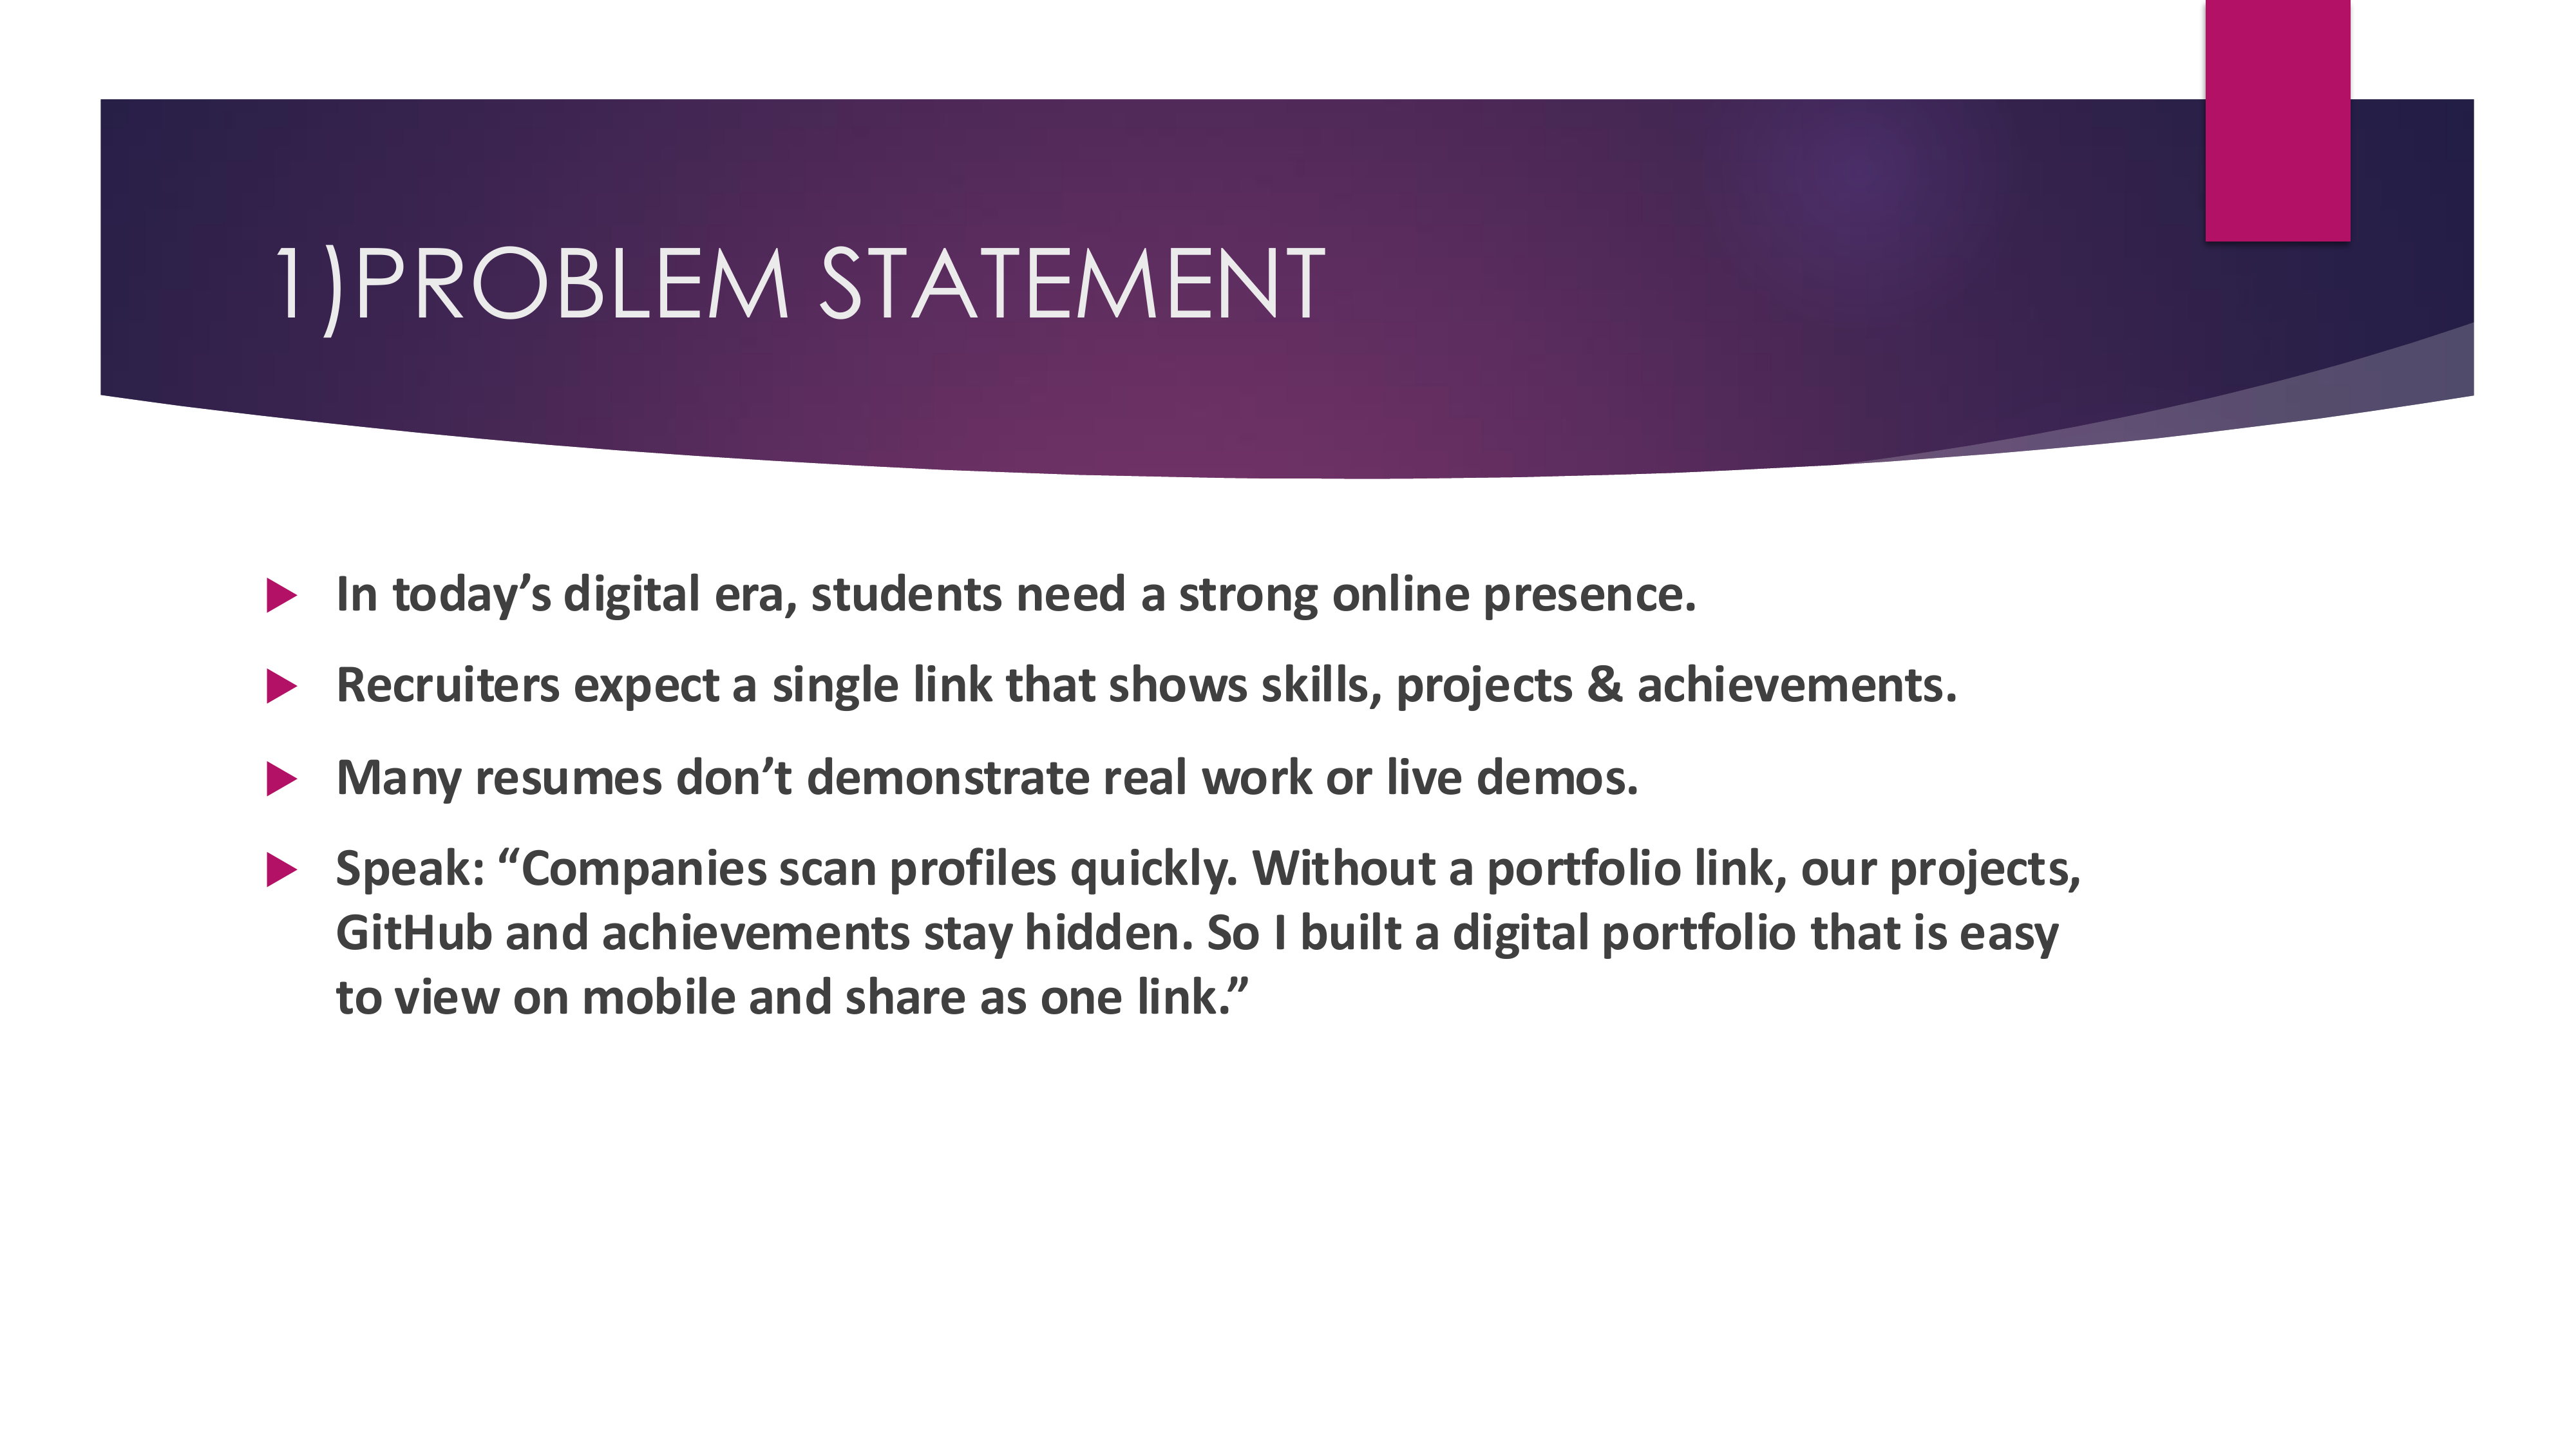 1)PROBLEM STATEMENT
In today’s digital era, students need a strong online presence.
Recruiters expect a single link that shows skills, projects & achievements.
Many resumes don’t demonstrate real work or live demos.
Speak: “Companies scan profiles quickly. Without a portfolio link, our projects,
GitHub and achievements stay hidden. So I built a digital portfolio that is easy
to view on mobile and share as one link.”